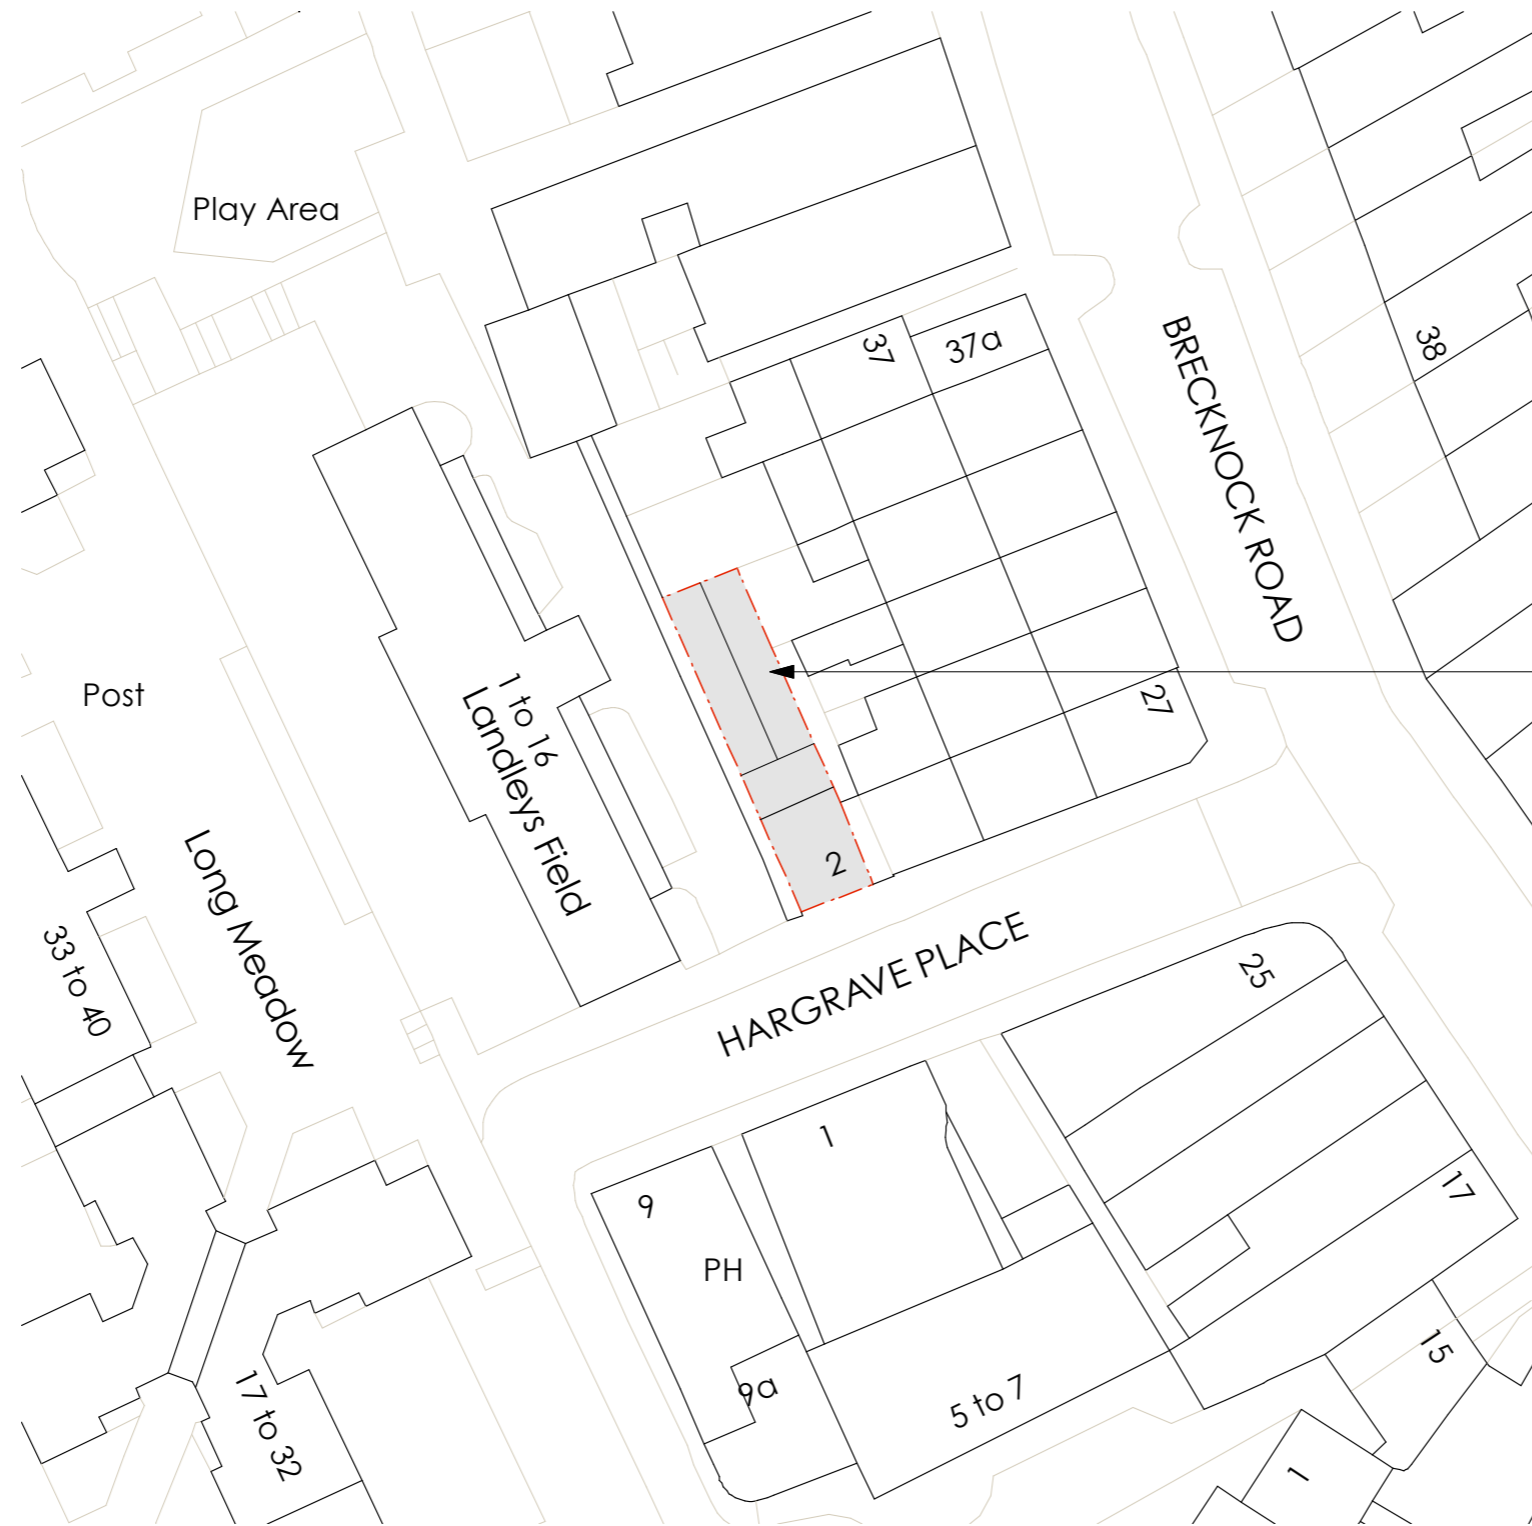 Play Area
37
37a
BRECKNOCK ROAD
38
Post
1 to 16
Landleys Field
27
2
Long Meadow
33 to 40
HARGRAVE PLACE
25
1
9
PH
17
9a
5 to 7
15
17 to 32
1